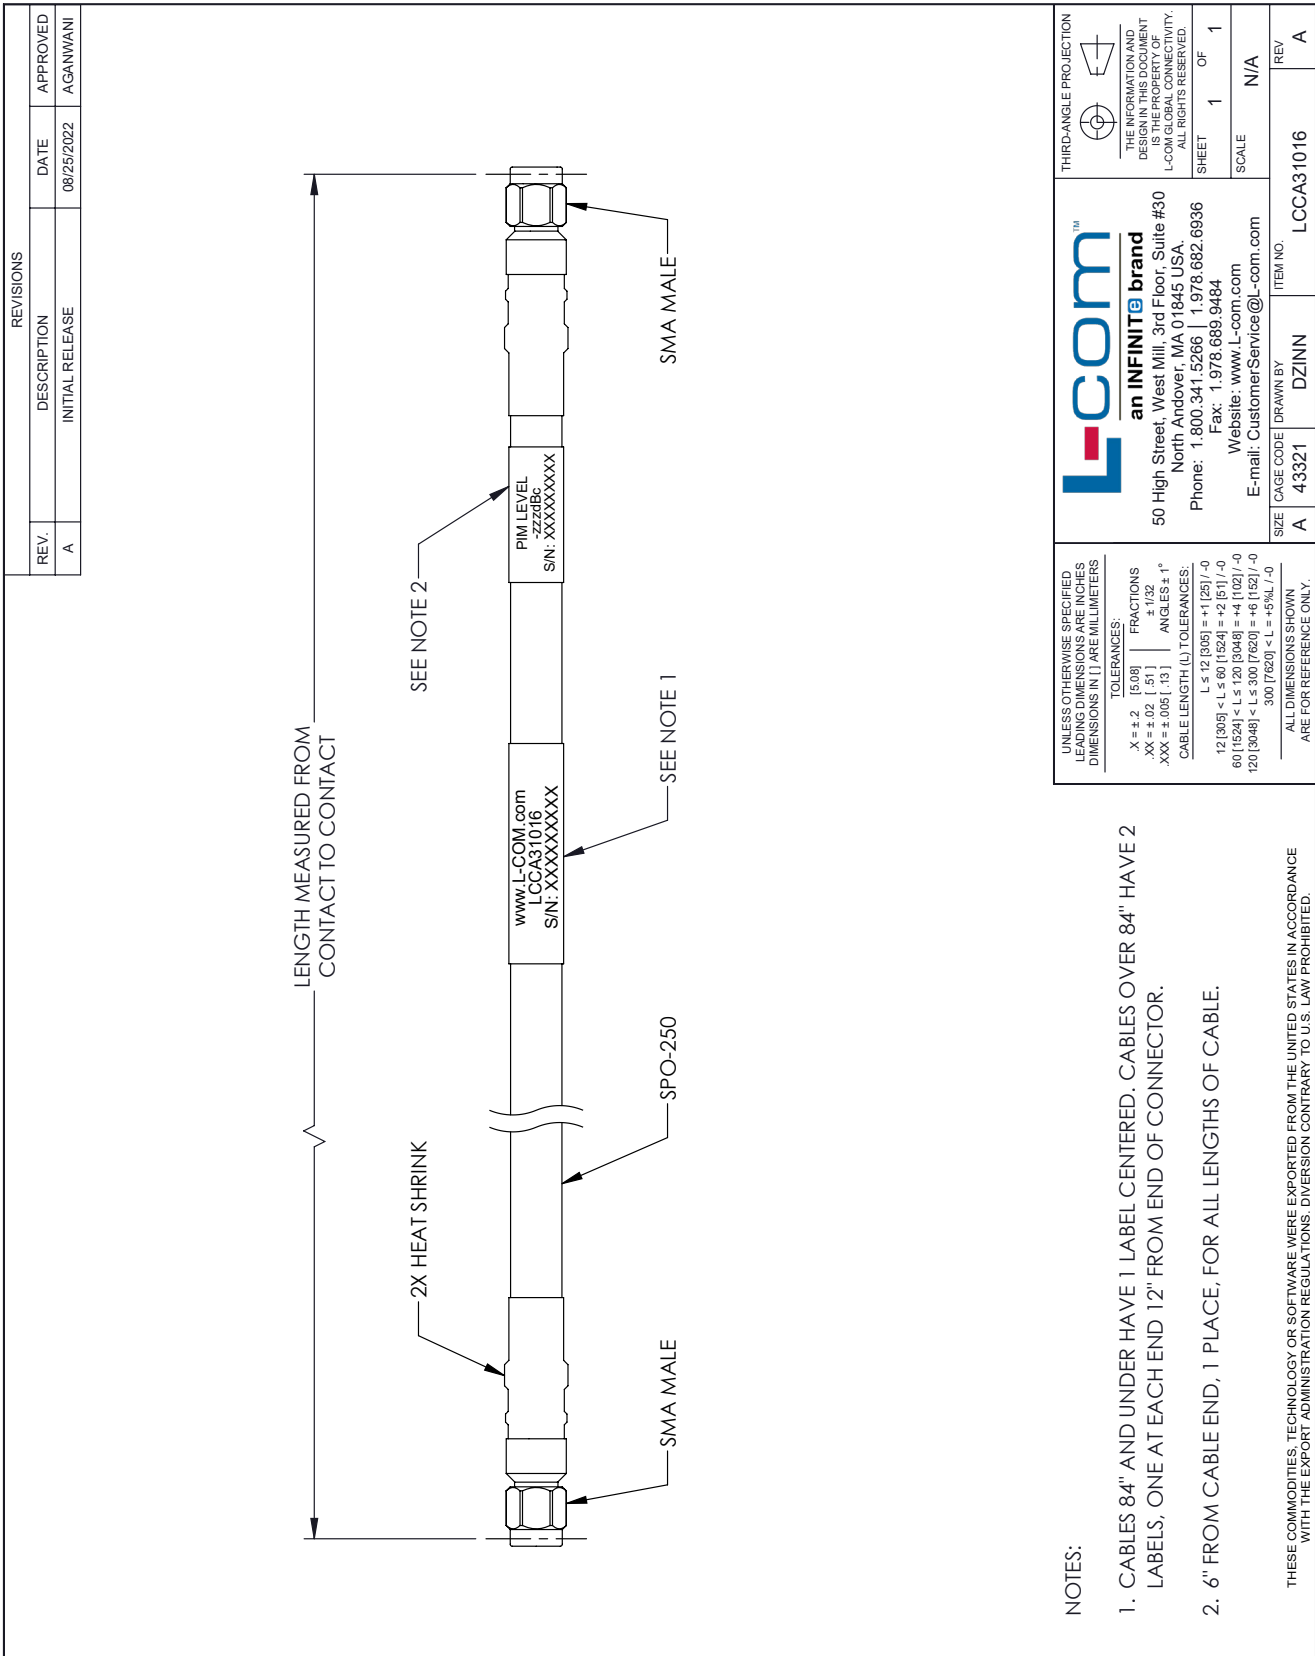 REVISIONS
REV.
DESCRIPTION
DATE
APPROVED
A
INITIAL RELEASE
08/25/2022
AGANWANI
LENGTH MEASURED FROM
CONTACT TO CONTACT
2X HEAT SHRINK
SEE NOTE 2
www.L-COM.com
LCCA31016
S/N: XXXXXXXXXX
PIM LEVEL
-zzzdBc
S/N: XXXXXXXXXX
SMA MALE
SPO-250
SEE NOTE 1
SMA MALE
NOTES:
1. CABLES 84" AND UNDER HAVE 1 LABEL CENTERED. CABLES OVER 84" HAVE 2
LABELS, ONE AT EACH END 12" FROM END OF CONNECTOR.
2. 6" FROM CABLE END, 1 PLACE, FOR ALL LENGTHS OF CABLE.
THESE COMMODITIES, TECHNOLOGY OR SOFTWARE WERE EXPORTED FROM THE UNITED STATES IN ACCORDANCE
WITH THE EXPORT ADMINISTRATION REGULATIONS. DIVERSION CONTRARY TO U.S. LAW PROHIBITED.
UNLESS OTHERWISE SPECIFIED
LEADING DIMENSIONS ARE INCHES
DIMENSIONS IN [ ] ARE MILLIMETERS
TOLERANCES:
.X = ±.2 [5.08]
FRACTIONS
.XX = ±.02 [.51]
± 1/32
.XXX = ±.005 [.13]
ANGLES ± 1°
CABLE LENGTH (L) TOLERANCES:
L ≤ 12 [305] = +1 [25] / -0
12 [305] < L ≤ 60 [1524] = +2 [51] / -0
60 [1524] < L ≤ 120 [3048] = +4 [102] / -0
120 [3048] < L ≤ 300 [7620] = +6 [152] / -0
300 [7620] < L = +5%L / -0
ALL DIMENSIONS SHOWN
ARE FOR REFERENCE ONLY.
L-com™
an INFINITe brand
50 High Street, West Mill, 3rd Floor, Suite #30
North Andover, MA 01845 USA.
Phone: 1.800.341.5266 | 1.978.682.6936
Fax: 1.978.689.9484
Website: www.L-com.com
E-mail: CustomerService@L-com.com
THIRD-ANGLE PROJECTION
THE INFORMATION AND
DESIGN IN THIS DOCUMENT
IS THE PROPERTY OF
L-COM GLOBAL CONNECTIVITY.
ALL RIGHTS RESERVED.
SHEET 1 OF 1
SCALE N/A
SIZE
A
CAGE CODE
43321
DRAWN BY
DZINN
ITEM NO.
LCCA31016
REV
A